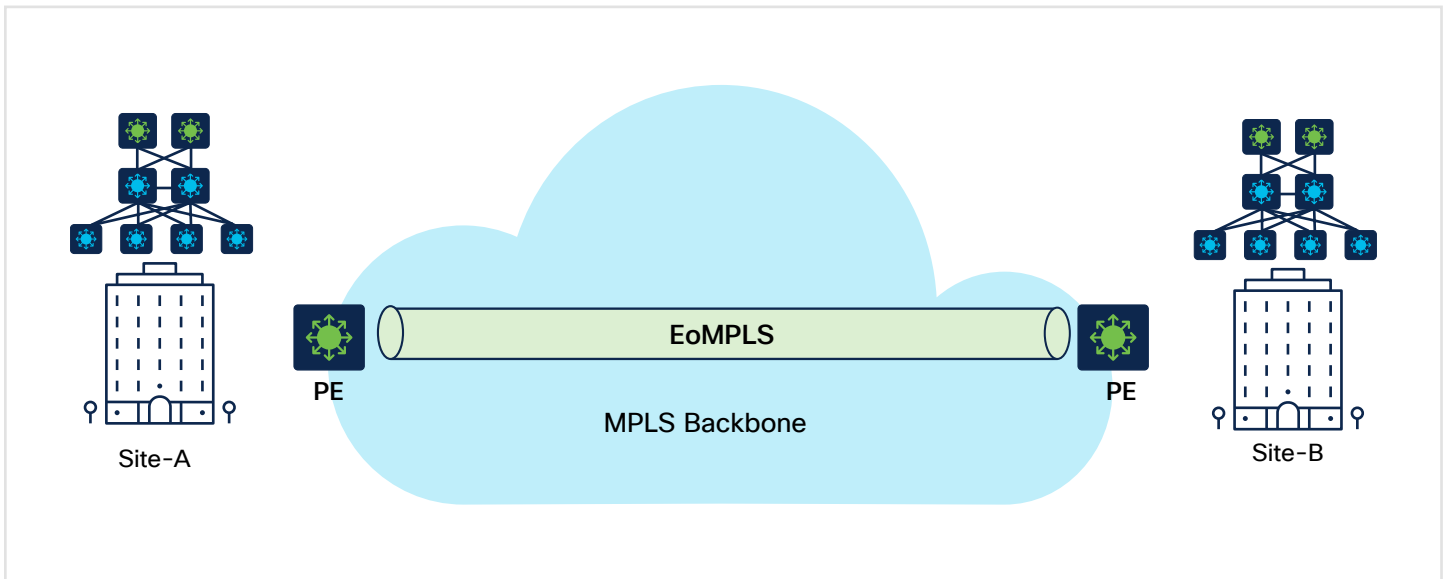 EoMPLS
PE
PE
MPLS Backbone
Site-A
Site-B